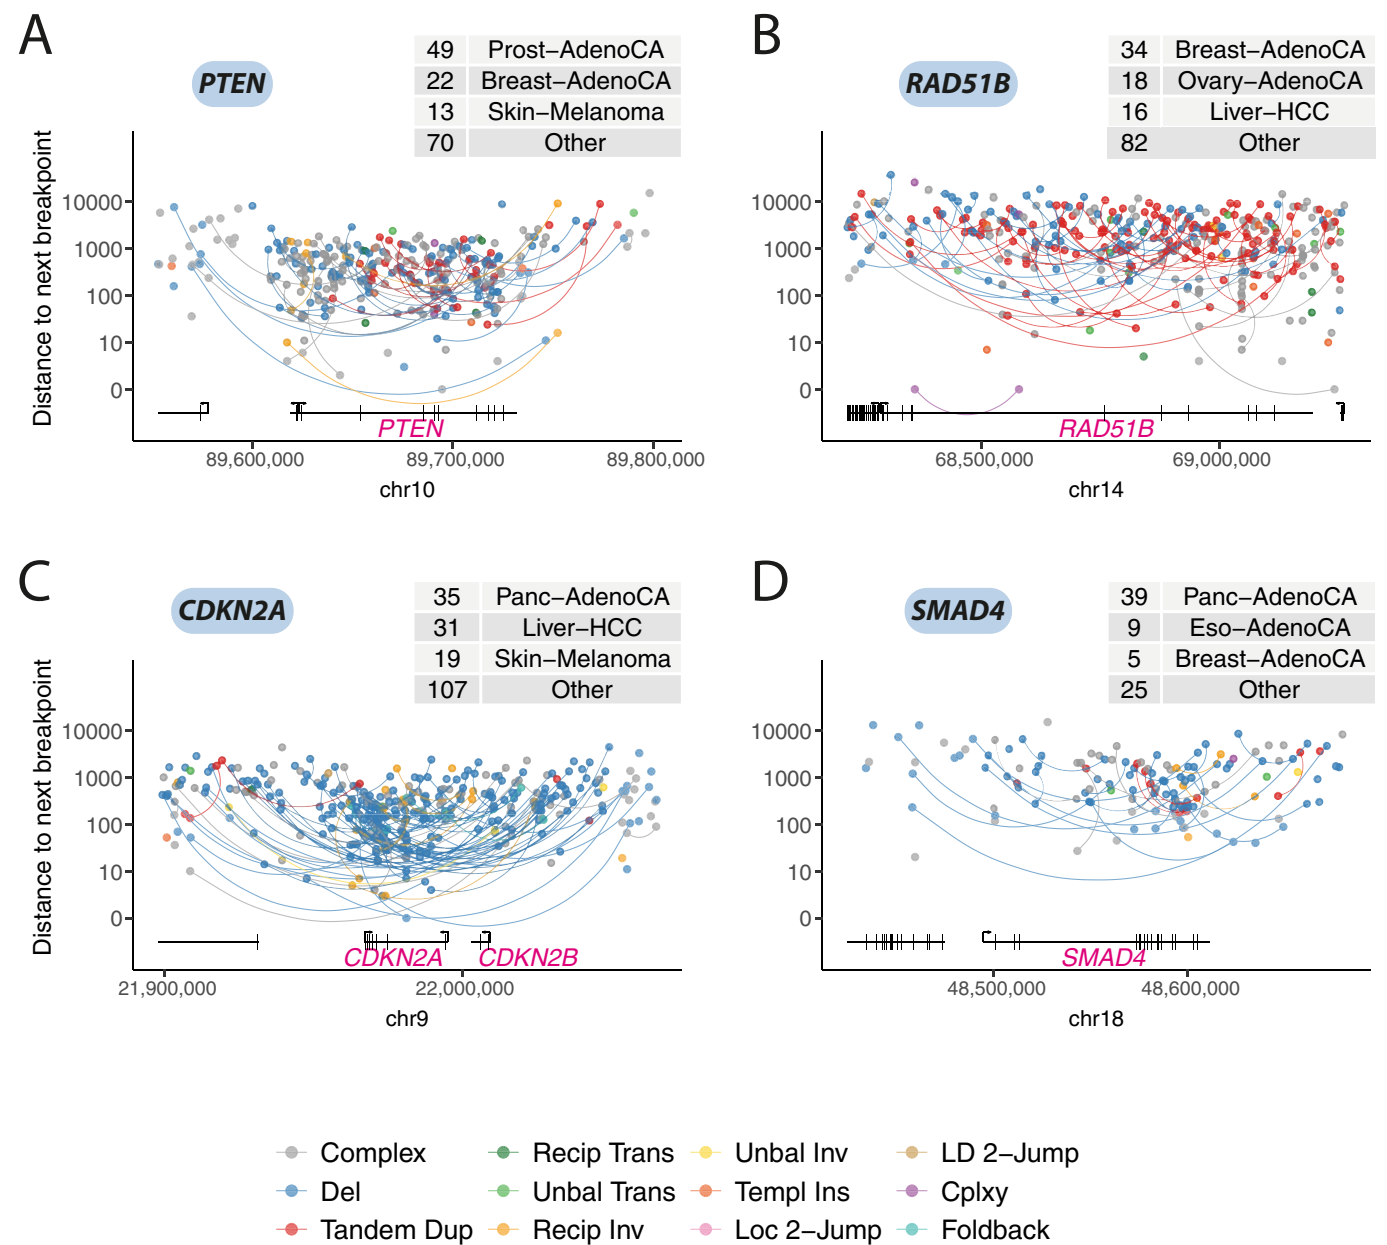 A
PTEN
49 Prost–AdenoCA
22 Breast–AdenoCA
13 Skin–Melanoma
70 Other
Distance to next breakpoint
10000
1000
100
10
0
PTEN
89,600,000 89,700,000 89,800,000
chr10
B
RAD51B
34 Breast–AdenoCA
18 Ovary–AdenoCA
16 Liver–HCC
82 Other
10000
1000
100
10
0
RAD51B
68,500,000 69,000,000
chr14
C
CDKN2A
35 Panc–AdenoCA
31 Liver–HCC
19 Skin–Melanoma
107 Other
Distance to next breakpoint
10000
1000
100
10
0
CDKN2A CDKN2B
21,900,000 22,000,000
chr9
D
SMAD4
39 Panc–AdenoCA
9 Eso–AdenoCA
5 Breast–AdenoCA
25 Other
10000
1000
100
10
0
SMAD4
48,500,000 48,600,000
chr18
Complex Recip Trans Unbal Inv LD 2–Jump
Del Unbal Trans Templ Ins Cplxy
Tandem Dup Recip Inv Loc 2–Jump Foldback